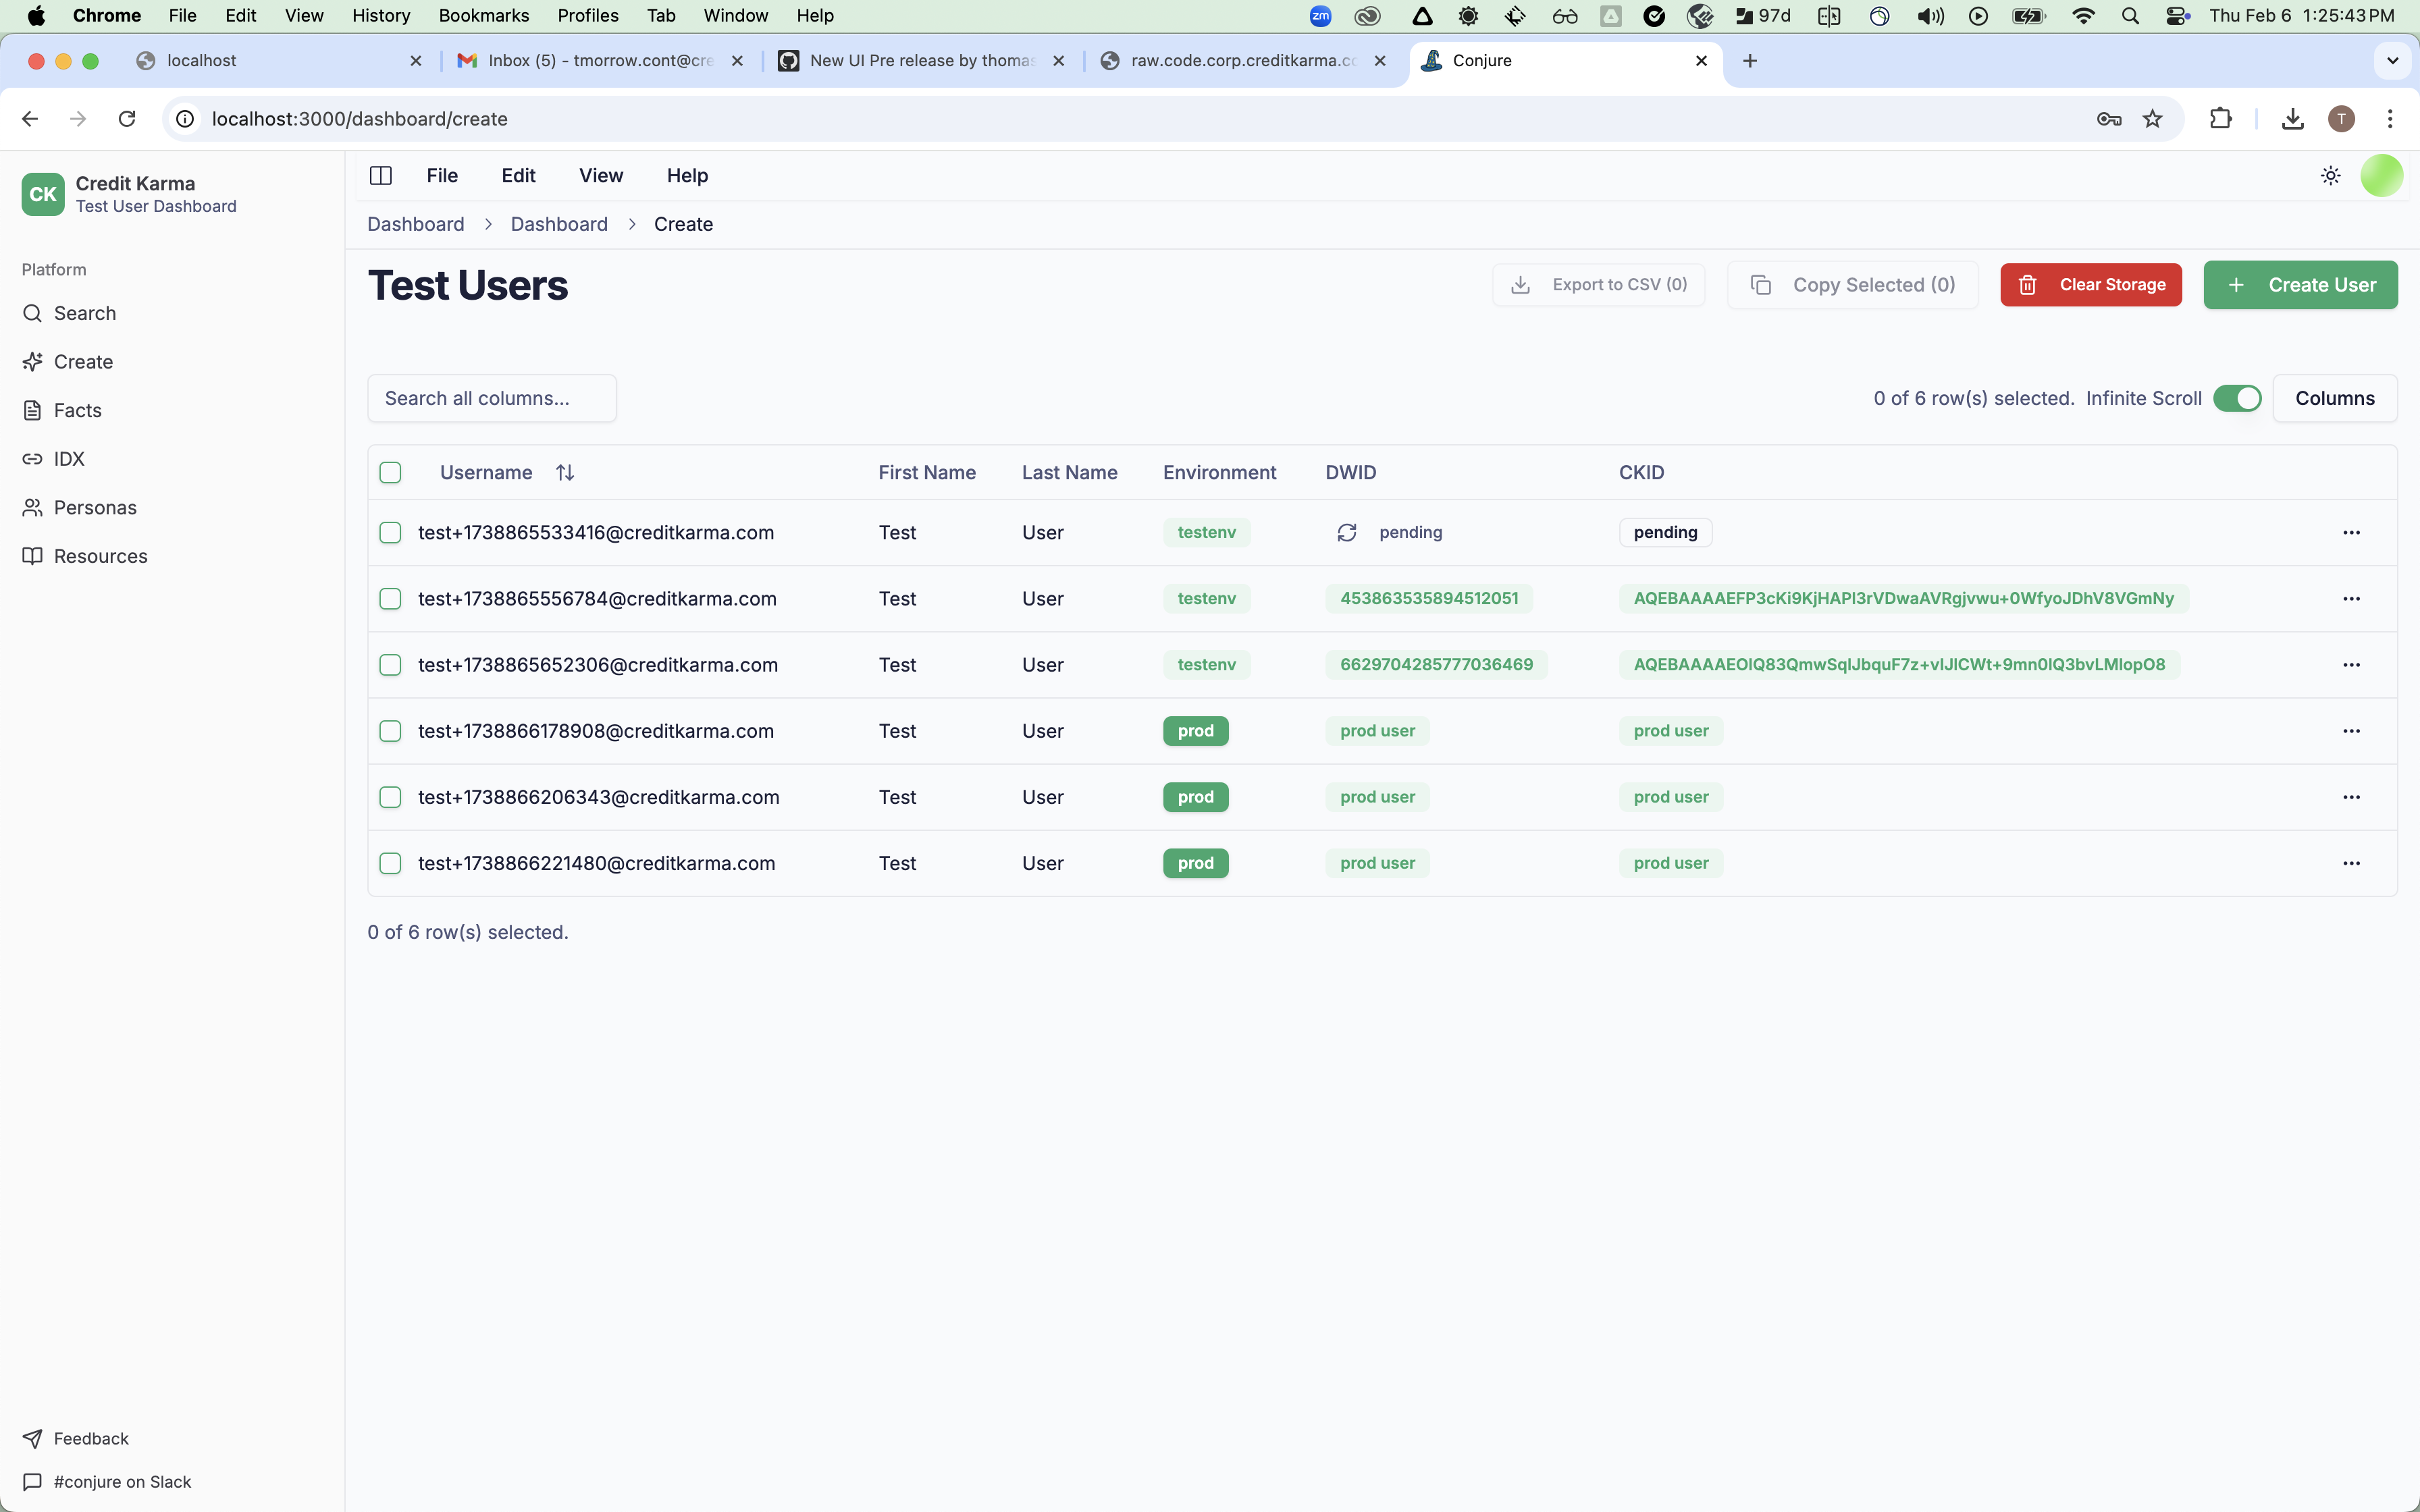 Chrome File Edit View History Bookmarks Profiles Tab Window Help zm 97d Thu Feb 6 1:25:43 PM
localhost Inbox (5) - tmorrow.cont@cre New UI Pre release by thomas raw.code.corp.creditkarma.co Conjure
localhost:3000/dashboard/create T
CK Credit Karma
Test User Dashboard
Platform
Search
Create
Facts
IDX
Personas
Resources
Feedback
#conjure on Slack
File Edit View Help
Dashboard > Dashboard > Create
Test Users
Export to CSV (0) Copy Selected (0) Clear Storage + Create User
Search all columns... 0 of 6 row(s) selected. Infinite Scroll Columns
Username First Name Last Name Environment DWID CKID
test+1738865533416@creditkarma.com Test User testenv pending pending ...
test+1738865556784@creditkarma.com Test User testenv 453863535894512051 ...
test+1738865652306@creditkarma.com Test User testenv 6629704285777036469 ...
test+1738866178908@creditkarma.com Test User prod prod user prod user ...
test+1738866206343@creditkarma.com Test User prod prod user prod user ...
test+1738866221480@creditkarma.com Test User prod prod user prod user ...
0 of 6 row(s) selected.